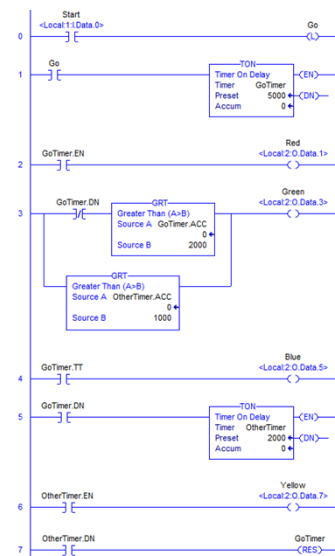 Start
<Local:1:I.Data.0>
Go
0
L
Go
TON
1
Timer On Delay
EN
Timer GoTimer
Preset 5000
DN
Accum 0
GoTimer.EN
Red
<Local:2:O.Data.1>
2
GoTimer.DN
GRT
Green
<Local:2:O.Data.3>
3
Greater Than (A>B)
Source A GoTimer.ACC
0
Source B 2000
GRT
Greater Than (A>B)
Source A OtherTimer.ACC
0
Source B 1000
GoTimer.TT
Blue
<Local:2:O.Data.5>
4
GoTimer.DN
TON
5
Timer On Delay
EN
Timer OtherTimer
Preset 2000
DN
Accum 0
OtherTimer.EN
Yellow
<Local:2:O.Data.7>
6
OtherTimer.DN
GoTimer
7
RES